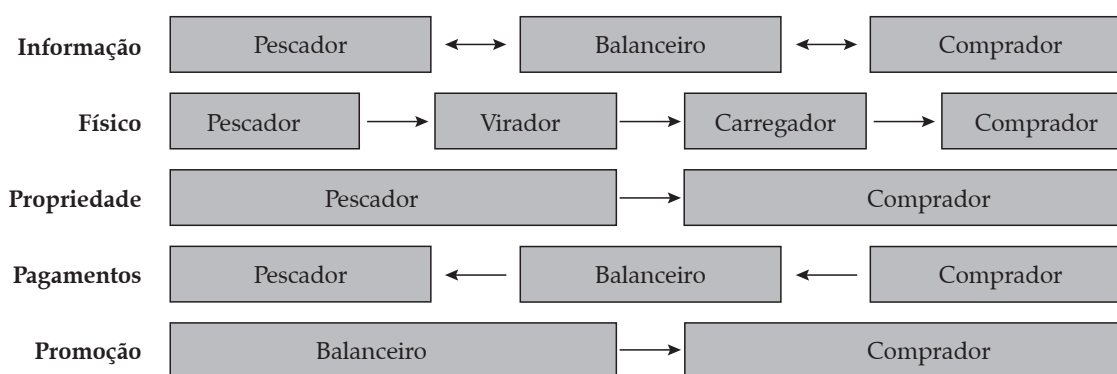 Informação Pescador Balanceiro Comprador
Físico Pescador Virador Carregador Comprador
Propriedade Pescador Comprador
Pagamentos Pescador Balanceiro Comprador
Promoção Balanceiro Comprador